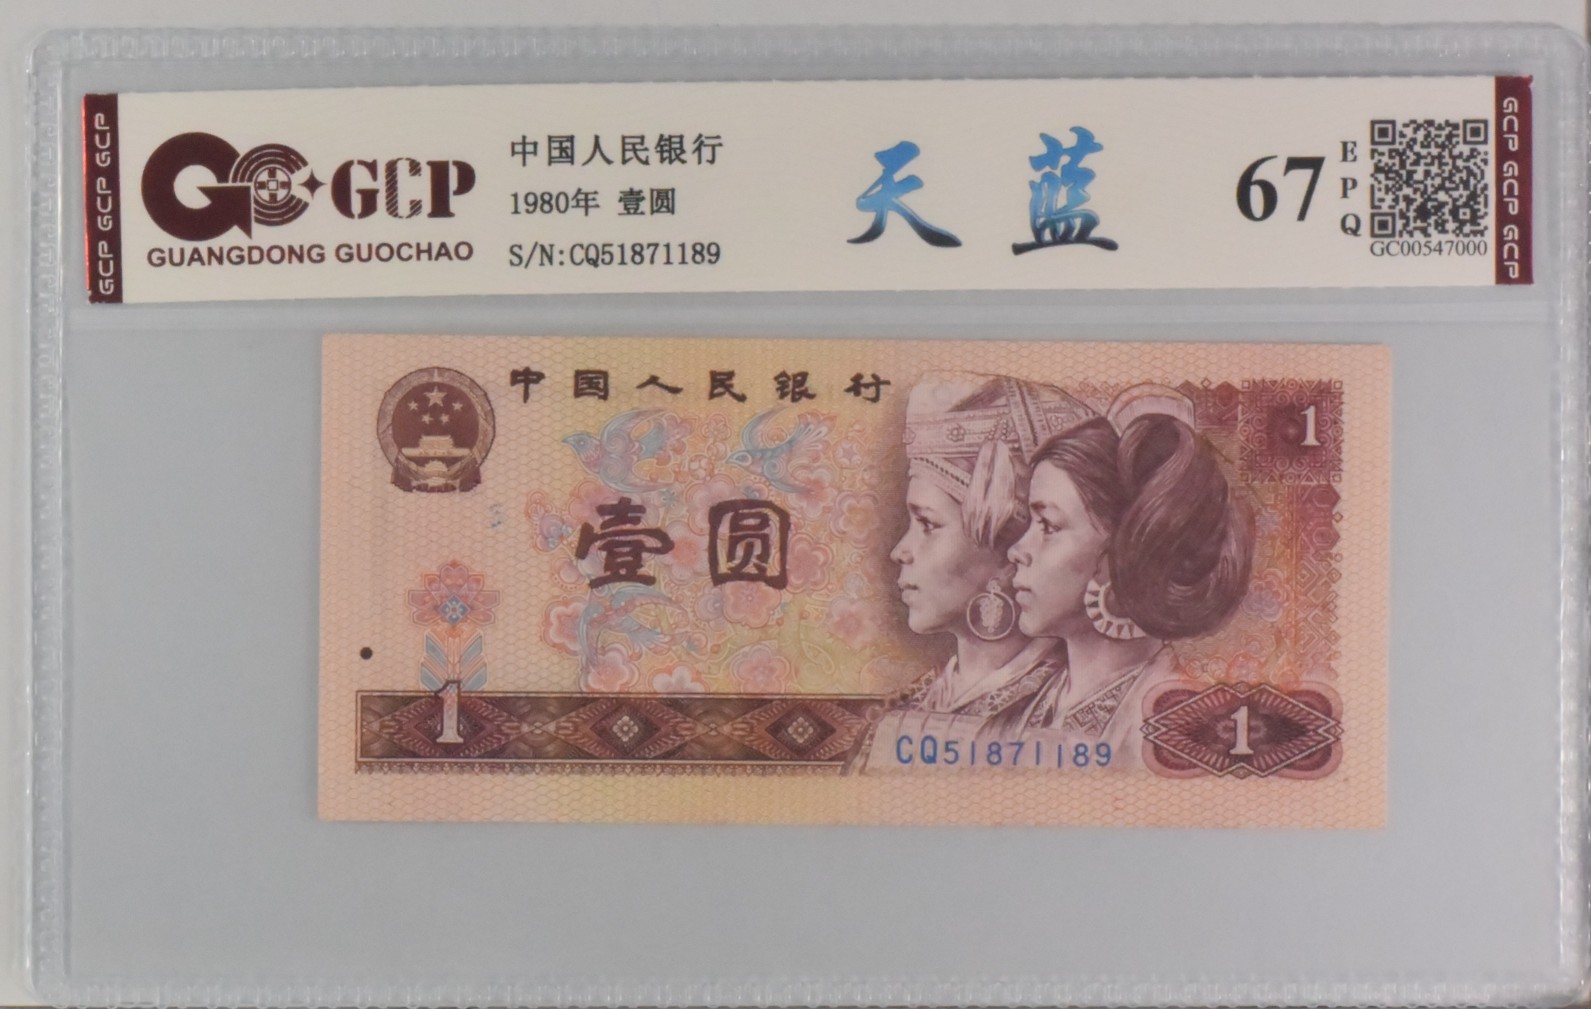 GCP GCP GCP
GCP
GUANGDONG GUOCHAO
中国人民银行
1980年 壹圆
S/N:CQ51871189
天蓝
67
EPQ
GC00547000
GCP GCP GCP
中国人民银行
1
壹圆
1
CQ51871189
1